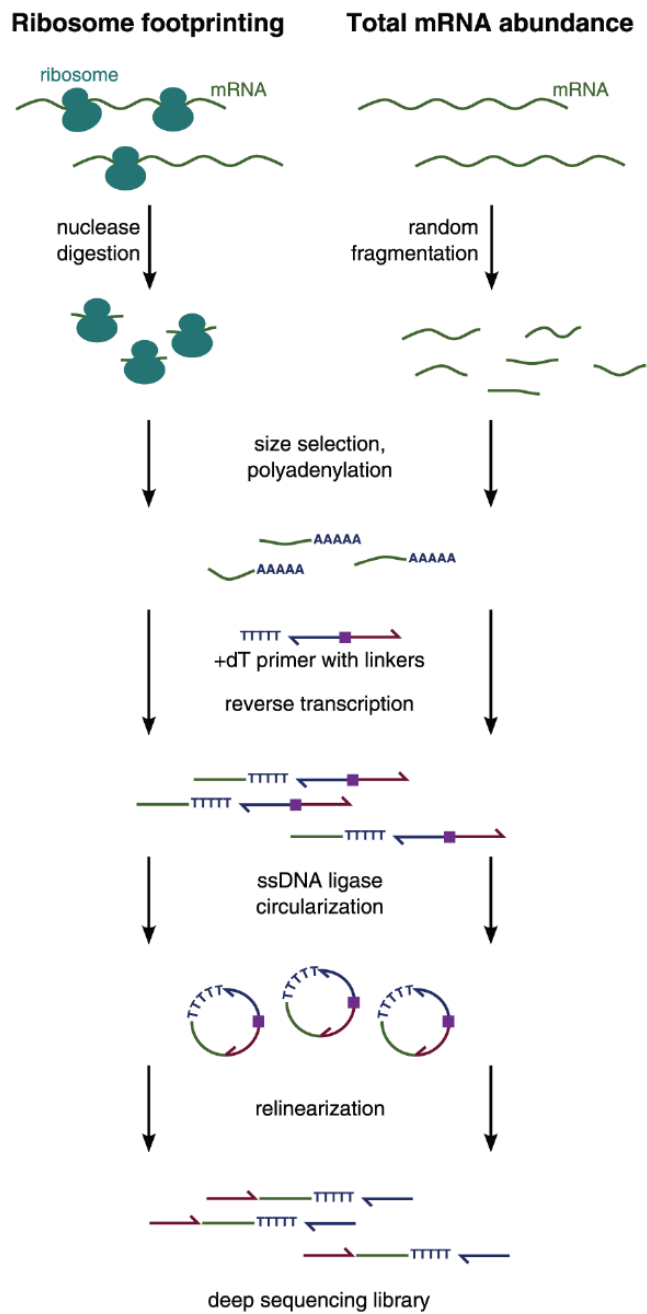 Ribosome footprinting
Total mRNA abundance
ribosome
mRNA
mRNA
nuclease
digestion
random
fragmentation
size selection,
polyadenylation
AAAAA
AAAAA
AAAAA
TTTTT
+dT primer with linkers
reverse transcription
TTTTT
TTTTT
TTTTT
ssDNA ligase
circularization
TTTTT
TTTTT
TTTTT
relinearization
TTTTT
TTTTT
TTTTT
deep sequencing library